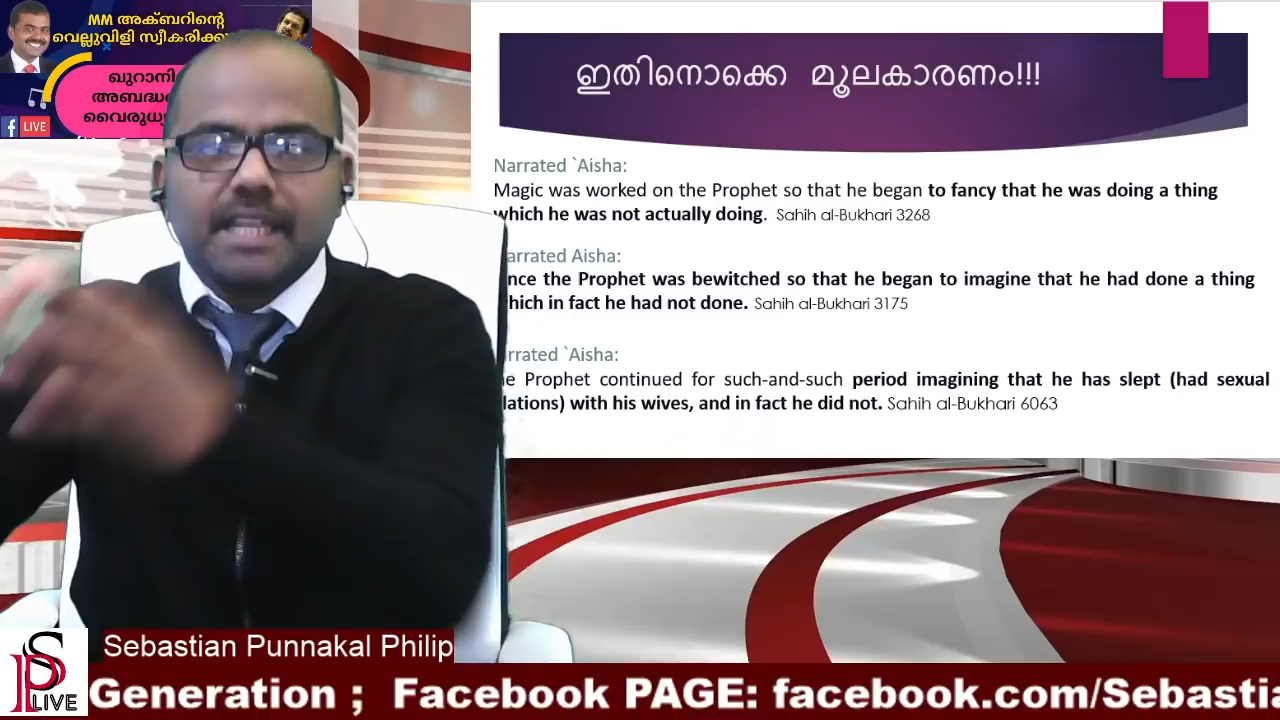 MM അക്ബറിന്റെ
വെല്ലുവിളി
ഇതിനൊക്കെ മൂലകാരണം!!!
Narrated `Aisha:
Magic was worked on the Prophet so that he began to fancy that he was doing a thing
which he was not actually doing. Sahih al-Bukhari 3268
arrated Aisha:
nce the Prophet was bewitched so that he began to imagine that he had done a thing
hich in fact he had not done. Sahih al-Bukhari 3175
rrated `Aisha:
e Prophet continued for such-and-such period imagining that he has slept (had sexual
lations) with his wives, and in fact he did not. Sahih al-Bukhari 6063
f LIVE
Sebastian Punnakal Philip
SP LIVE
Generation ; Facebook PAGE: facebook.com/Sebastia